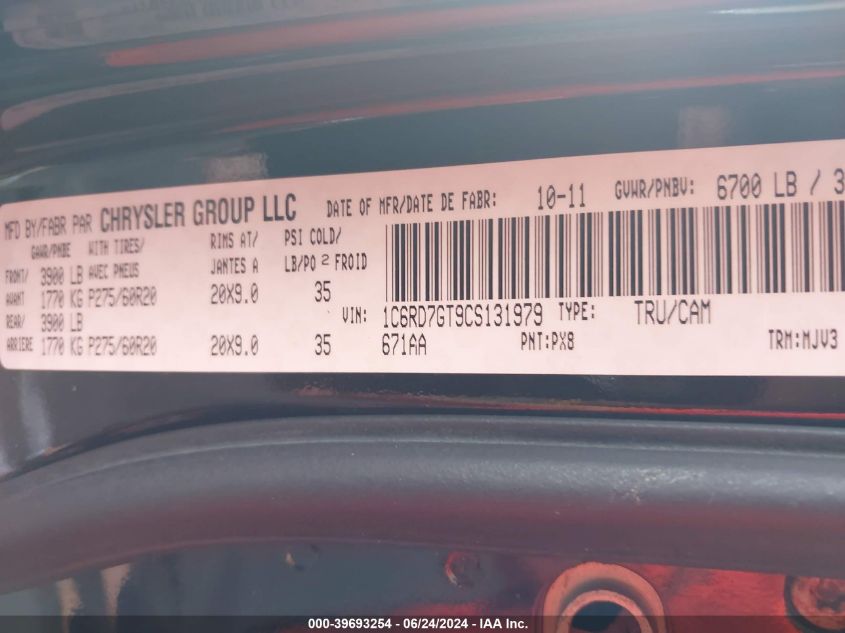 MFD BY/FABR PAR CHRYSLER GROUP LLC DATE OF MFR/DATE DE FABR: 10-11 GVWR/PNBV: 6700 LB / 3
GAWR/PNBE WITH TIRES/ RIMS AT/ PSI COLD/
FRONT/ 3900 LB AVEC PNEUS JANTES A LB/PO 2 FROID
AVANT 1770 KG P275/60R20 20X9.0 35
REAR/ 3900 LB VIN: 1C6RD7GT9CS131979 TYPE: TRU/CAM
ARRIERE 1770 KG P275/60R20 20X9.0 35 671AA PNT:PX8 TRM:MJV3
000-39693254 / 06/24/2024 - IAA Inc.